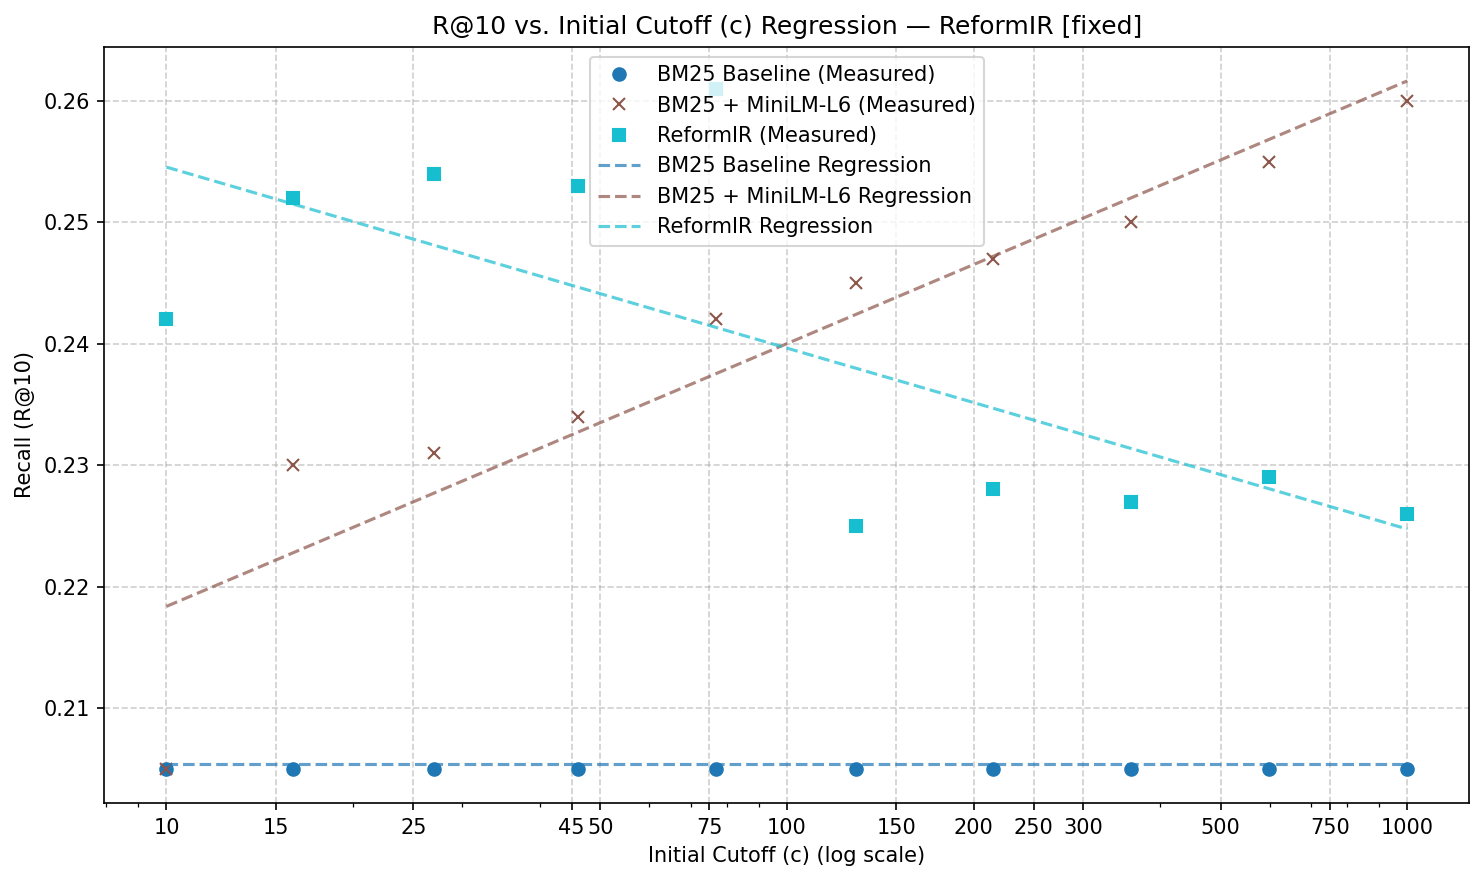 R@10 vs. Initial Cutoff (c) Regression — ReformIR [fixed]
BM25 Baseline (Measured)
BM25 + MiniLM-L6 (Measured)
ReformIR (Measured)
BM25 Baseline Regression
BM25 + MiniLM-L6 Regression
ReformIR Regression
Recall (R@10)
0.26
0.25
0.24
0.23
0.22
0.21
10 15 25 45 50 75 100 150 200 250 300 500 750 1000
Initial Cutoff (c) (log scale)